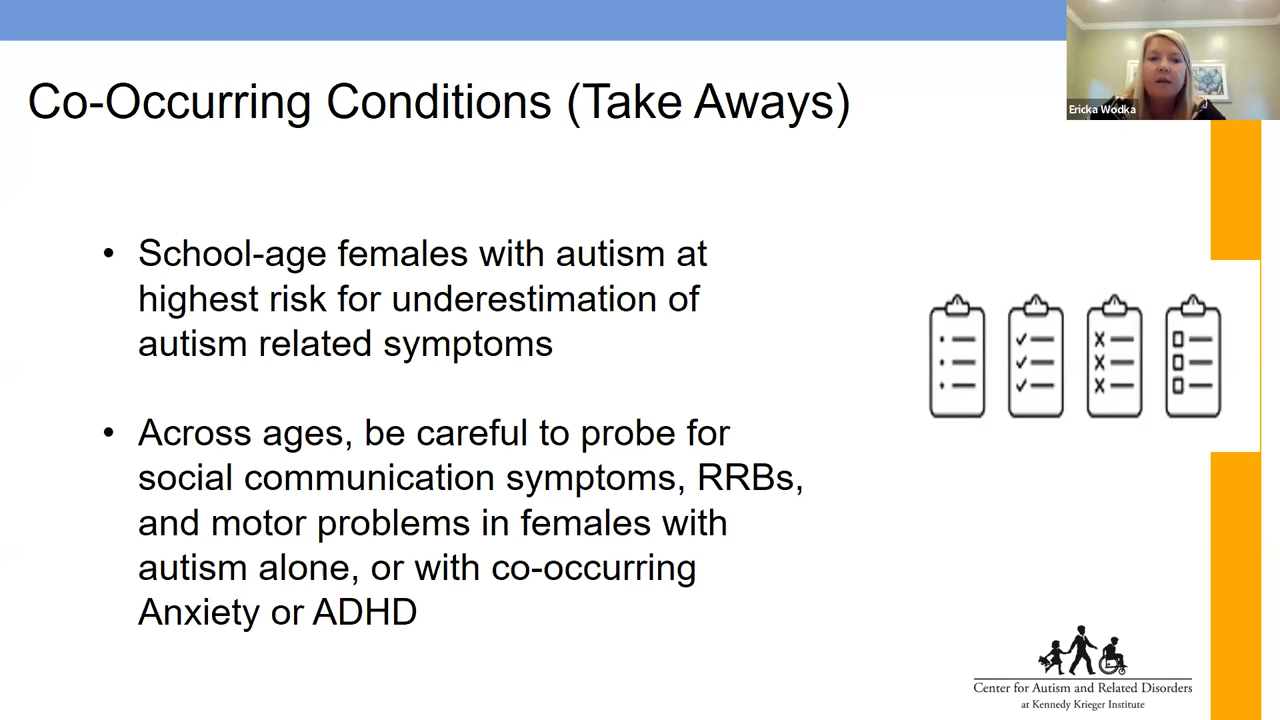 Ericka Wodka
Co-Occurring Conditions (Take Aways)
• School-age females with autism at
highest risk for underestimation of
autism related symptoms
• Across ages, be careful to probe for
social communication symptoms, RRBs,
and motor problems in females with
autism alone, or with co-occurring
Anxiety or ADHD
Center for Autism and Related Disorders
at Kennedy Krieger Institute